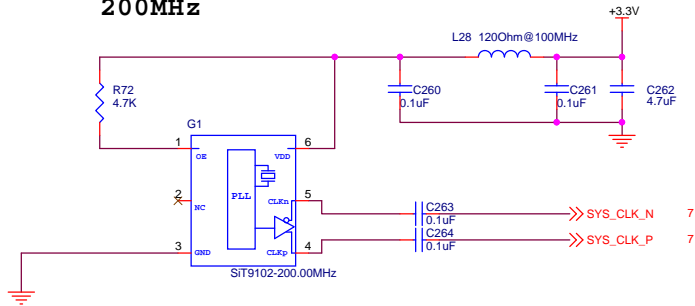 200MHz
+3.3V
L28 120Ohm@100MHz
R72
4.7K
C260
0.1uF
C261
0.1uF
C262
4.7uF
G1
1
OE
VDD
6
2
NC
PLL
CLKn
5
3
GND
CLKp
4
SiT9102-200.00MHz
C263
0.1uF
SYS_CLK_N 7
C264
0.1uF
SYS_CLK_P 7